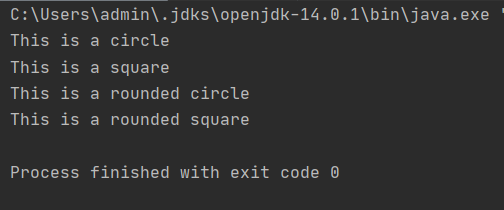 C:\Users\admin\.jdks\openjdk-14.0.1\bin\java.exe "
This is a circle
This is a square
This is a rounded circle
This is a rounded square
Process finished with exit code 0